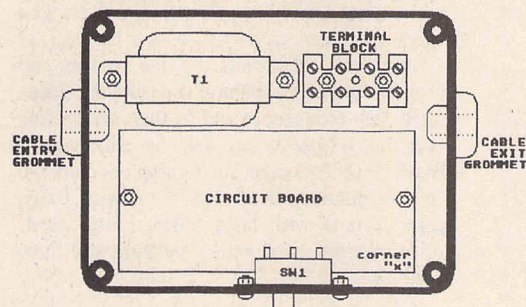 TERMINAL
BLOCK
T1
CABLE
ENTRY
GROMMET
CABLE
EXIT
GROMMET
CIRCUIT BOARD
corner
"x"
SW1